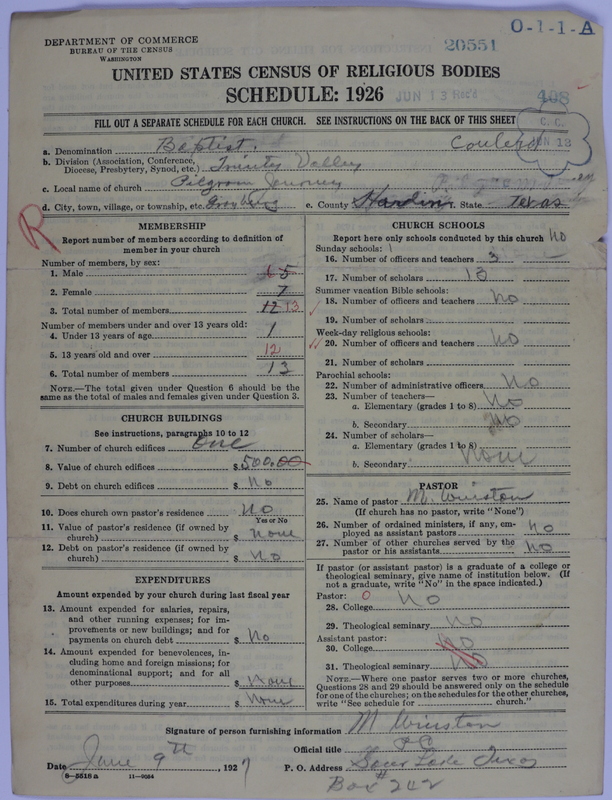 O-1-1-A
DEPARTMENT OF COMMERCE
BUREAU OF THE CENSUS
WASHINGTON
20551
UNITED STATES CENSUS OF RELIGIOUS BODIES
SCHEDULE: 1926
JUN 13 Rec'd
408
FILL OUT A SEPARATE SCHEDULE FOR EACH CHURCH. SEE INSTRUCTIONS ON THE BACK OF THIS SHEET
C. C.
JUN 13
a. Denomination Baptist. Coulerd
b. Division (Association, Conference, Diocese, Presbytery, Synod, etc.) Trinity Valley
c. Local name of church Pilgrom Journey
d. City, town, village, or township, etc. e. County Hardin f. State Texas
R
MEMBERSHIP
Report number of members according to definition of member in your church
Number of members, by sex:
1. Male 6 5
2. Female 7
3. Total number of members 12 13
Number of members under and over 13 years old:
4. Under 13 years of age 1
5. 13 years old and over 12
6. Total number of members 13
NOTE.—The total given under Question 6 should be the same as the total of males and females given under Question 3.
CHURCH BUILDINGS
See instructions, paragraphs 10 to 12
7. Number of church edifices one
8. Value of church edifices $ 500.00
9. Debt on church edifices $ No
10. Does church own pastor's residence No
Yes or No
11. Value of pastor's residence (if owned by church) $ none
12. Debt on pastor's residence (if owned by church) $ No
EXPENDITURES
Amount expended by your church during last fiscal year
13. Amount expended for salaries, repairs, and other running expenses; for improvements or new buildings; and for payments on church debt $ No
14. Amount expended for benevolences, including home and foreign missions; for denominational support; and for all other purposes $ None
15. Total expenditures during year $ None
CHURCH SCHOOLS
Report here only schools conducted by this church No
Sunday schools: 1
16. Number of officers and teachers 3
17. Number of scholars 13
Summer vacation Bible schools:
18. Number of officers and teachers No
19. Number of scholars
Week-day religious schools:
20. Number of officers and teachers No
21. Number of scholars
Parochial schools:
22. Number of administrative officers No
23. Number of teachers—
a. Elementary (grades 1 to 8) No
b. Secondary No
24. Number of scholars—
a. Elementary (grades 1 to 8)
b. Secondary None
PASTOR
25. Name of pastor M. Winston
(If church has no pastor, write "None")
26. Number of ordained ministers, if any, employed as assistant pastors No
27. Number of other churches served by the pastor or his assistants No
If pastor (or assistant pastor) is a graduate of a college or theological seminary, give name of institution below. (If not a graduate, write "No" in the space indicated.)
Pastor: 0
28. College No
29. Theological seminary No
Assistant pastor:
30. College No
31. Theological seminary No
NOTE.—Where one pastor serves two or more churches, Questions 28 and 29 should be answered only on the schedule for one of the churches; on the schedules for the other churches, write "See schedule for church."
Signature of person furnishing information M Winston
Official title
Date June 9th, 1927 P. O. Address Sour Lake Texas
Box # 242
8—5518 a 11—9084